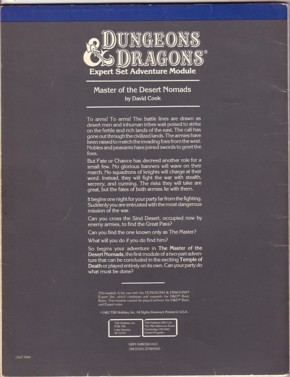 DUNGEONS
& DRAGONS®
Expert Set Adventure Module
Master of the Desert Nomads
by David Cook
To arms! To arms! The battle lines are drawn as
desert men and inhuman tribes wait poised to strike
on the fertile and rich lands of the east. The call has
gone out through the civilized lands. The armies have
been raised to match the invading foes from the west.
Nobles and peasants have joined swords to greet the
foes.
But Fate or Chance has decreed another role for a
small few. No glorious banners will wave on their
march. No squadrons of knights will charge at their
word. Instead, they will fight the war with stealth,
secrecy, and cunning. The risks they will take are
great, but the fates of both armies lie with them.
It begins one night for your party far from the fighting.
Suddenly you are entrusted with the most dangerous
mission of the war.
Can you cross the Sind Desert, occupied now by
enemy armies, to find the Great Pass?
Can you find the one known only as The Master?
What will you do if you do find him?
So begins your adventure in The Master of the
Desert Nomads, the first module of a two-part adven-
ture that can be concluded in the exciting Temple of
Death or played entirely on its own. Can your party do
what must be done?